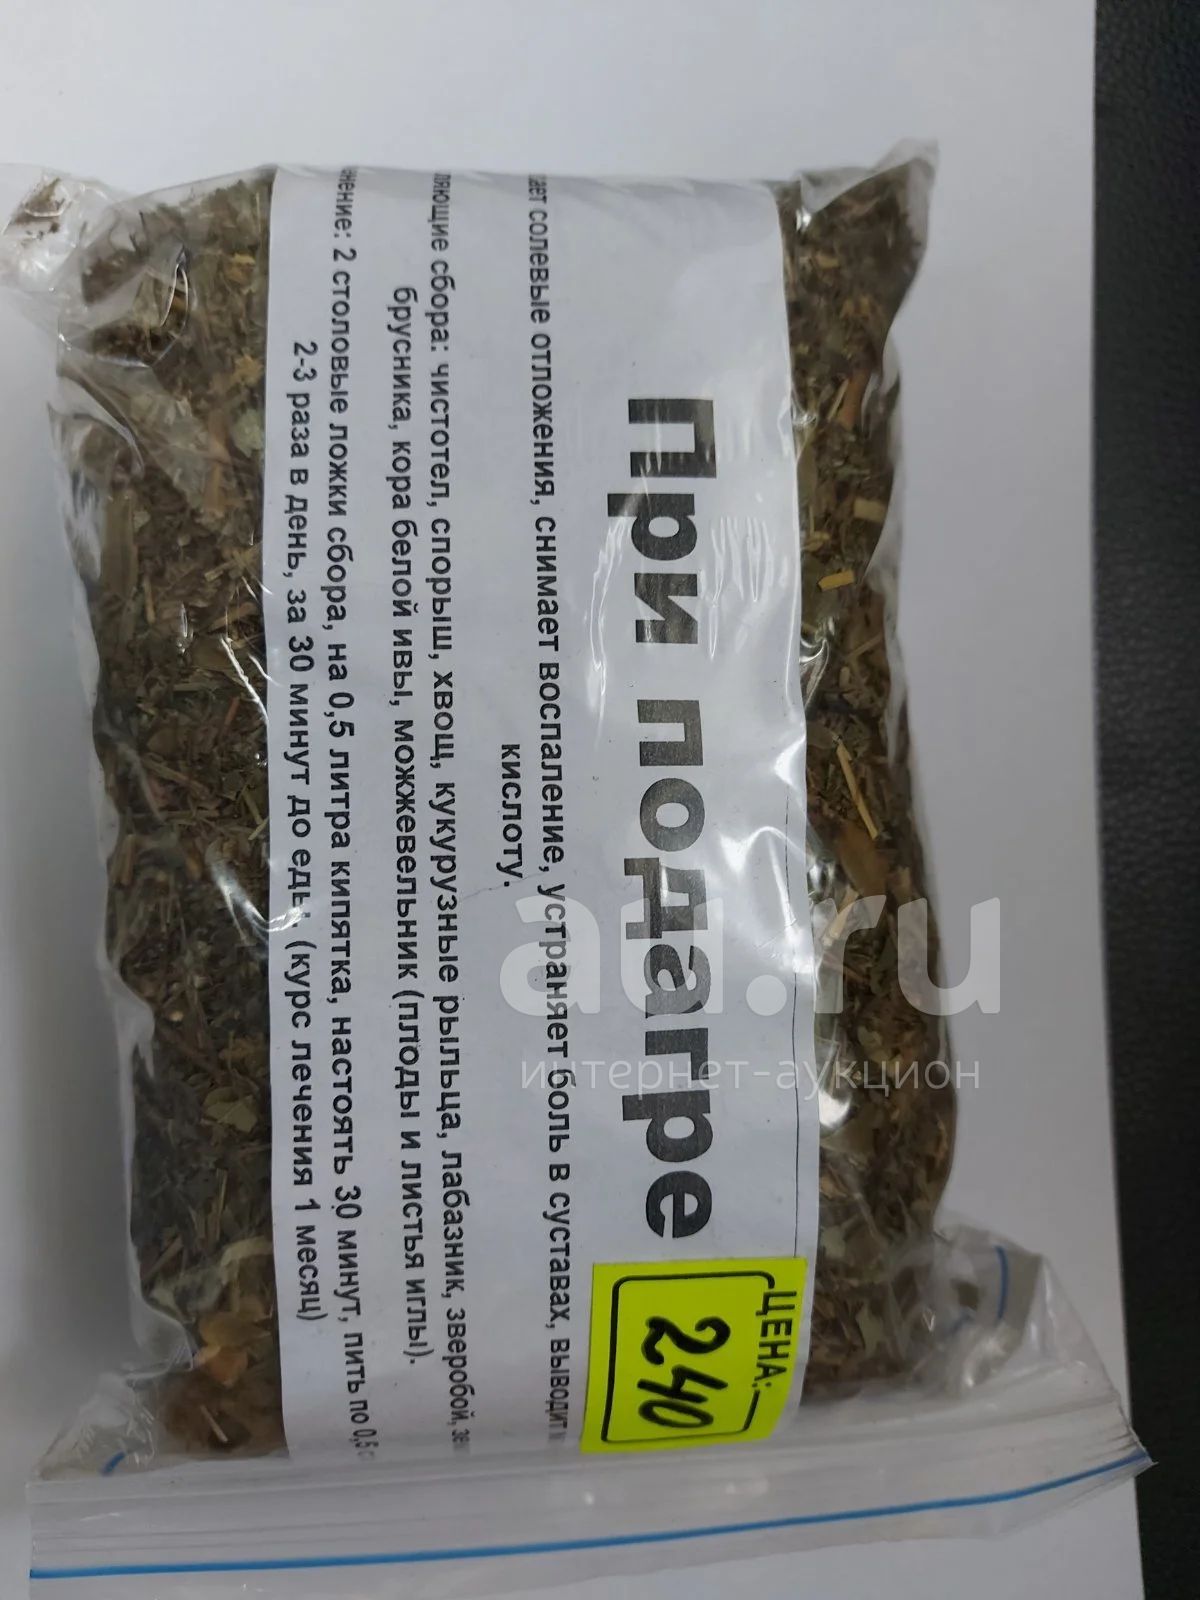 При подагре
солевые отложения, снимает воспаление, устраняет боль в суставах, выводит
кислоту.
сбора: чистотел, спорыш, хвощ, кукурузные рыльца, лабазник, зверобой,
брусника, кора белой ивы, можжевельник (плоды и листья иглы).
2 столовые ложки сбора, на 0,5 литра кипятка, настоять 30 минут, пить по 0,5
2-3 раза в день, за 30 минут до еды, (курс лечения 1 месяц)
ЦЕНА:
240
au.ru
интернет-аукцион